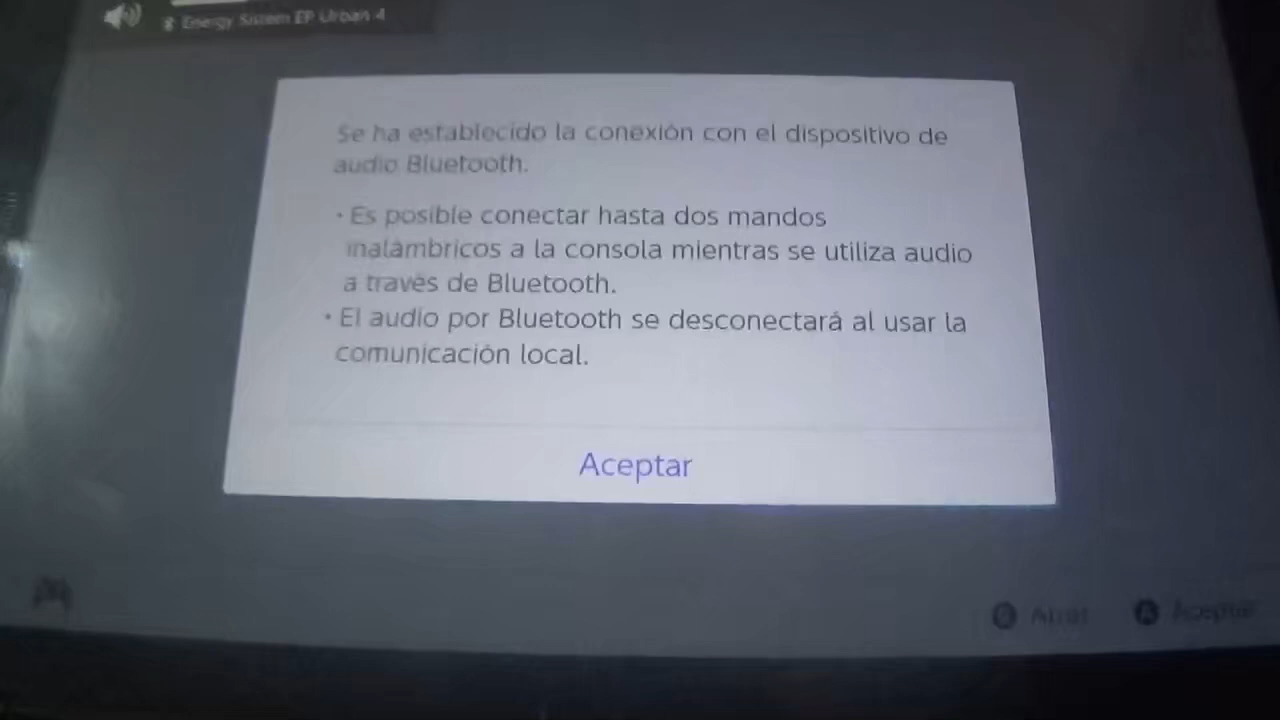 Energy Sistem EP Urban 4
Se ha establecido la conexión con el dispositivo de
audio Bluetooth.
• Es posible conectar hasta dos mandos
inalámbricos a la consola mientras se utiliza audio
a través de Bluetooth.
• El audio por Bluetooth se desconectará al usar la
comunicación local.
Aceptar
B Atrás A Aceptar